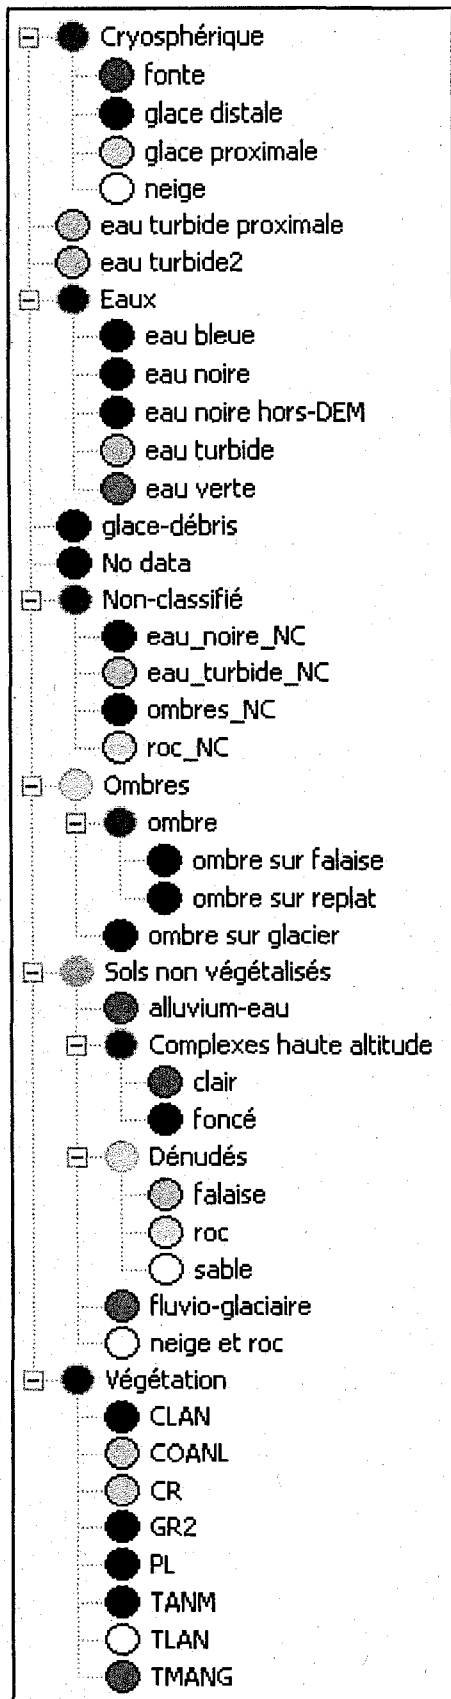 Cryosphérique
fonte
glace distale
glace proximale
neige
eau turbide proximale
eau turbide2
Eaux
eau bleue
eau noire
eau noire hors-DEM
eau turbide
eau verte
glace-débris
No data
Non-classifié
eau_noire_NC
eau_turbide_NC
ombres_NC
roc_NC
Ombres
ombre
ombre sur falaise
ombre sur replat
ombre sur glacier
Sols non végétalisés
alluvium-eau
Complexes haute altitude
clair
foncé
Dénudés
falaise
roc
sable
fluvio-glaciaire
neige et roc
Végétation
CLAN
COANL
CR
GR2
PL
TANM
TLAN
TMANG